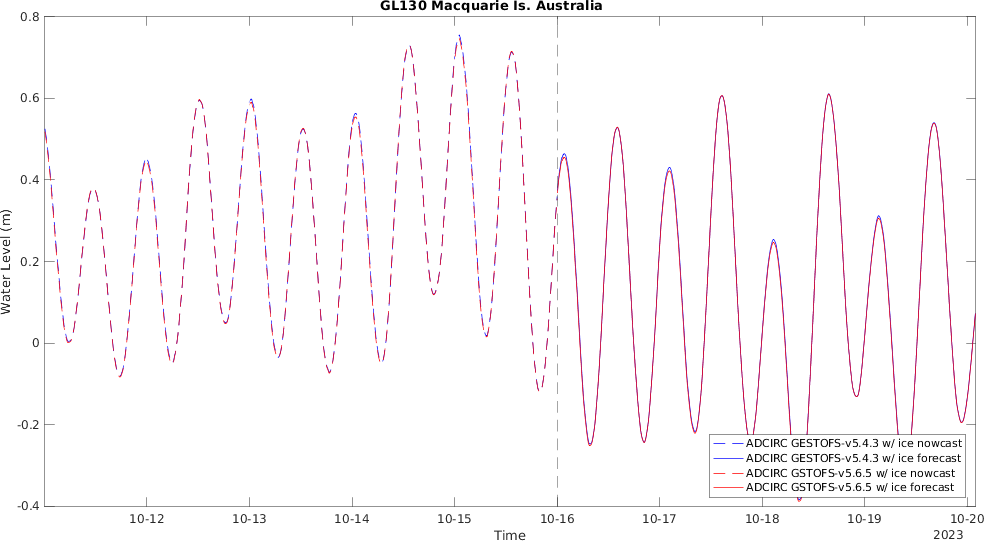 GL130 Macquarie Is. Australia
0.8
0.6
0.4
0.2
0
-0.2
-0.4
Water Level (m)
ADCIRC GESTOFS-v5.4.3 w/ ice nowcast
ADCIRC GESTOFS-v5.4.3 w/ ice forecast
ADCIRC GSTOFS-v5.6.5 w/ ice nowcast
ADCIRC GSTOFS-v5.6.5 w/ ice forecast
10-12 10-13 10-14 10-15 10-16 10-17 10-18 10-19 10-20
Time
2023